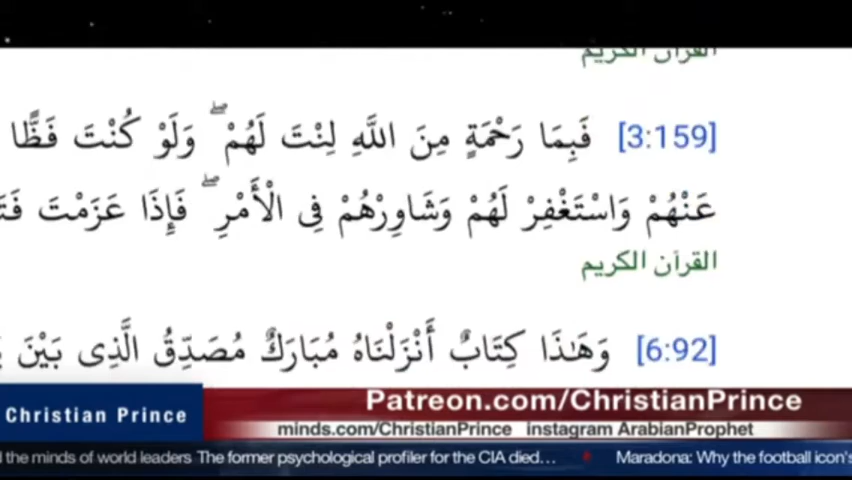 القرآن الكريم
[3:159] فَبِمَا رَحْمَةٍ مِنَ اللَّهِ لِنْتَ لَهُمْ ۖ وَلَوْ كُنْتَ فَظًّا
عَنْهُمْ وَاسْتَغْفِرْ لَهُمْ وَشَاوِرْهُمْ فِى الْأَمْرِ ۖ فَإِذَا عَزَمْتَ
القرآن الكريم
[6:92] وَهَٰذَا كِتَابٌ أَنْزَلْنَاهُ مُبَارَكٌ مُصَدِّقُ الَّذِى بَيْنَ
Christian Prince
Patreon.com/ChristianPrince
minds.com/ChristianPrince instagram ArabianProphet
the minds of world leaders The former psychological profiler for the CIA died... Maradona: Why the football icon's